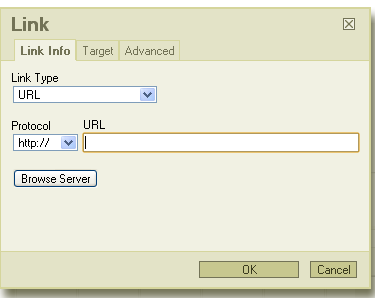 Link
Link Info Target Advanced
Link Type
URL
Protocol URL
http://
Browse Server
OK Cancel